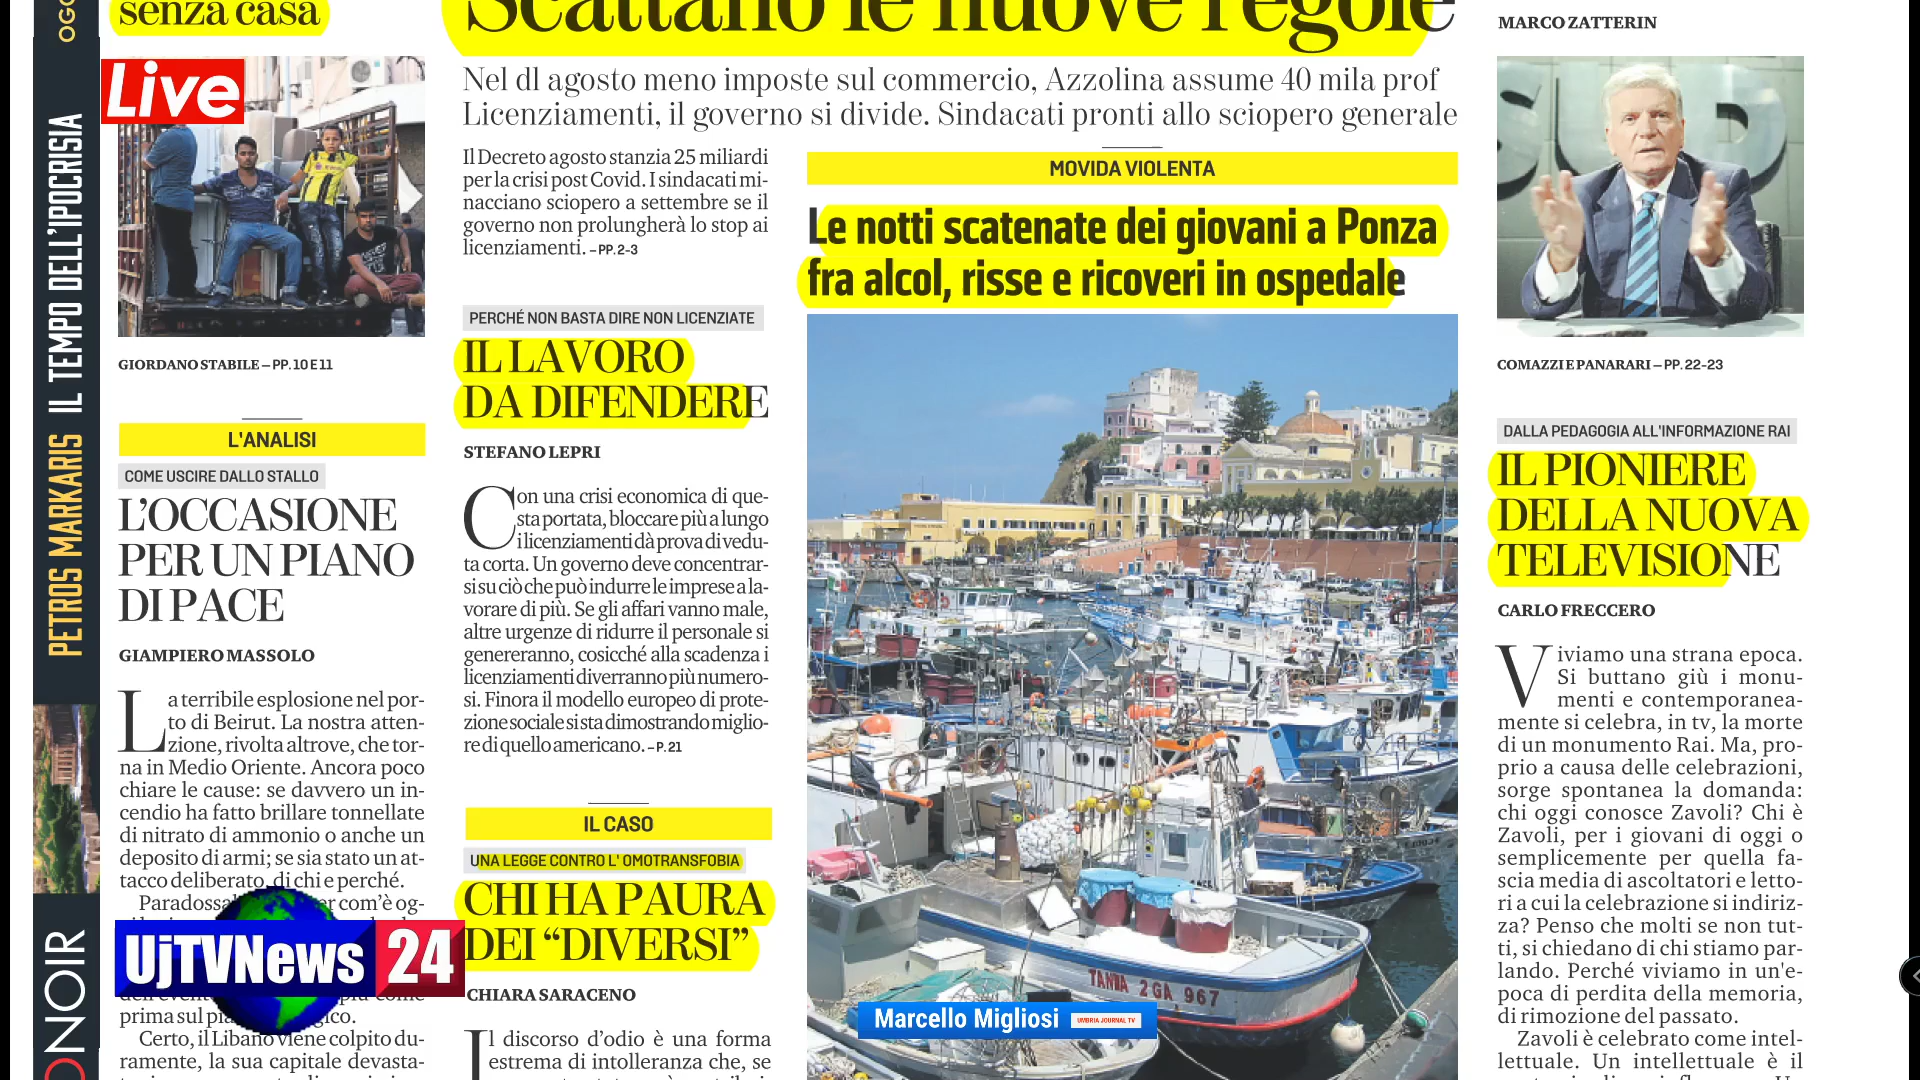 OGG
PETROS MARKARIS IL TEMPO DELL'IPOCRISIA
NOIR
senza casa
Live
GIORDANO STABILE – PP. 10 E 11
L'ANALISI
COME USCIRE DALLO STALLO
L'OCCASIONE
PER UN PIANO
DI PACE
GIAMPIERO MASSOLO
La terribile esplosione nel por-
to di Beirut. La nostra atten-
zione, rivolta altrove, che tor-
na in Medio Oriente. Ancora poco
chiare le cause: se davvero un in-
cendio ha fatto brillare tonnellate
di nitrato di ammonio o anche un
deposito di armi; se sia stato un at-
tacco deliberato, di chi e perché.
com'è og-
UjTVNews 24
prima sul
Certo, il Libano viene colpito du-
ramente, la sua capitale devasta-
Scattano le nuove regole
Nel dl agosto meno imposte sul commercio, Azzolina assume 40 mila prof
Licenziamenti, il governo si divide. Sindacati pronti allo sciopero generale
Il Decreto agosto stanzia 25 miliardi
per la crisi post Covid. I sindacati mi-
nacciano sciopero a settembre se il
governo non prolungherà lo stop ai
licenziamenti. – PP. 2-3
PERCHÉ NON BASTA DIRE NON LICENZIATE
IL LAVORO
DA DIFENDERE
STEFANO LEPRI
Con una crisi economica di que-
sta portata, bloccare più a lungo
i licenziamenti dà prova di vedu-
ta corta. Un governo deve concentrar-
si su ciò che può indurre le imprese a la-
vorare di più. Se gli affari vanno male,
altre urgenze di ridurre il personale si
genereranno, cosicché alla scadenza i
licenziamenti diverranno più numero-
si. Finora il modello europeo di prote-
zione sociale si sta dimostrando miglio-
re di quello americano. – P. 21
IL CASO
UNA LEGGE CONTRO L' OMOTRANSFOBIA
CHI HA PAURA
DEI “DIVERSI”
CHIARA SARACENO
Il discorso d'odio è una forma
estrema di intolleranza che, se
MOVIDA VIOLENTA
Le notti scatenate dei giovani a Ponza
fra alcol, risse e ricoveri in ospedale
TANIA 2 GA 967
Marcello Migliosi UMBRIA JOURNAL TV
MARCO ZATTERIN
COMAZZI E PANARARI – PP. 22-23
DALLA PEDAGOGIA ALL'INFORMAZIONE RAI
IL PIONIERE
DELLA NUOVA
TELEVISIONE
CARLO FRECCERO
Viviamo una strana epoca.
Si buttano giù i monu-
menti e contemporanea-
mente si celebra, in tv, la morte
di un monumento Rai. Ma, pro-
prio a causa delle celebrazioni,
sorge spontanea la domanda:
chi oggi conosce Zavoli? Chi è
Zavoli, per i giovani di oggi o
semplicemente per quella fa-
scia media di ascoltatori e letto-
ri a cui la celebrazione si indiriz-
za? Penso che molti se non tut-
ti, si chiedano di chi stiamo par-
lando. Perché viviamo in un'e-
poca di perdita della memoria,
di rimozione del passato.
Zavoli è celebrato come intel-
lettuale. Un intellettuale è il